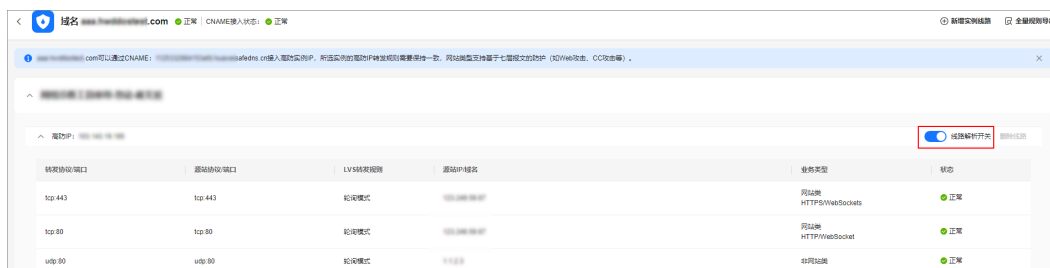 域名 .com 正常 CNAME接入状态： 正常 新增实例线路 全量规则导
com可以通过CNAME： safedns.cn接入高防实例IP，所选实例的高防IP转发规则需要保持一致，网站类型支持基于七层报文的防护（如Web攻击、CC攻击等）。
高防IP： 线路解析开关 删除线路
转发协议/端口 源站协议/端口 LVS转发规则 源站IP/域名 业务类型 状态
tcp:443 tcp:443 轮询模式 网站类 HTTPS/WebSockets 正常
tcp:80 tcp:80 轮询模式 网站类 HTTP/WebSocket 正常
udp:80 udp:80 轮询模式 非网站类 正常